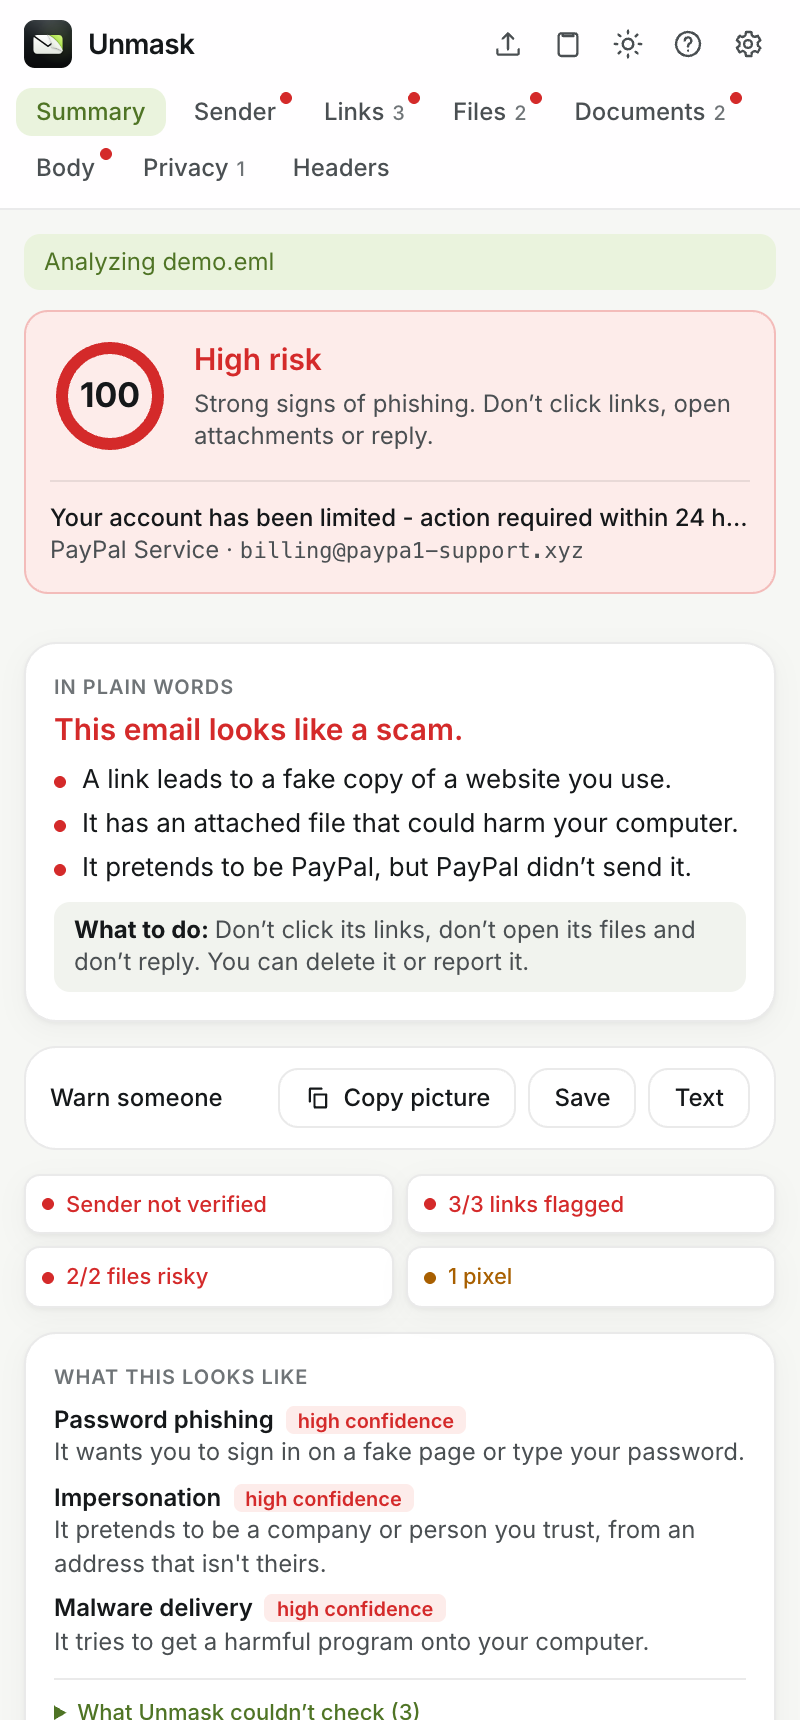 Unmask
Summary
Sender
Links 3
Files 2
Documents 2
Body
Privacy 1
Headers
Analyzing demo.eml
100
High risk
Strong signs of phishing. Don’t click links, open
attachments or reply.
Your account has been limited - action required within 24 h...
PayPal Service · billing@paypa1-support.xyz
IN PLAIN WORDS
This email looks like a scam.
A link leads to a fake copy of a website you use.
It has an attached file that could harm your computer.
It pretends to be PayPal, but PayPal didn’t send it.
What to do: Don’t click its links, don’t open its files and
don’t reply. You can delete it or report it.
Warn someone
Copy picture
Save
Text
Sender not verified
3/3 links flagged
2/2 files risky
1 pixel
WHAT THIS LOOKS LIKE
Password phishing high confidence
It wants you to sign in on a fake page or type your password.
Impersonation high confidence
It pretends to be a company or person you trust, from an
address that isn't theirs.
Malware delivery high confidence
It tries to get a harmful program onto your computer.
What Unmask couldn’t check (3)